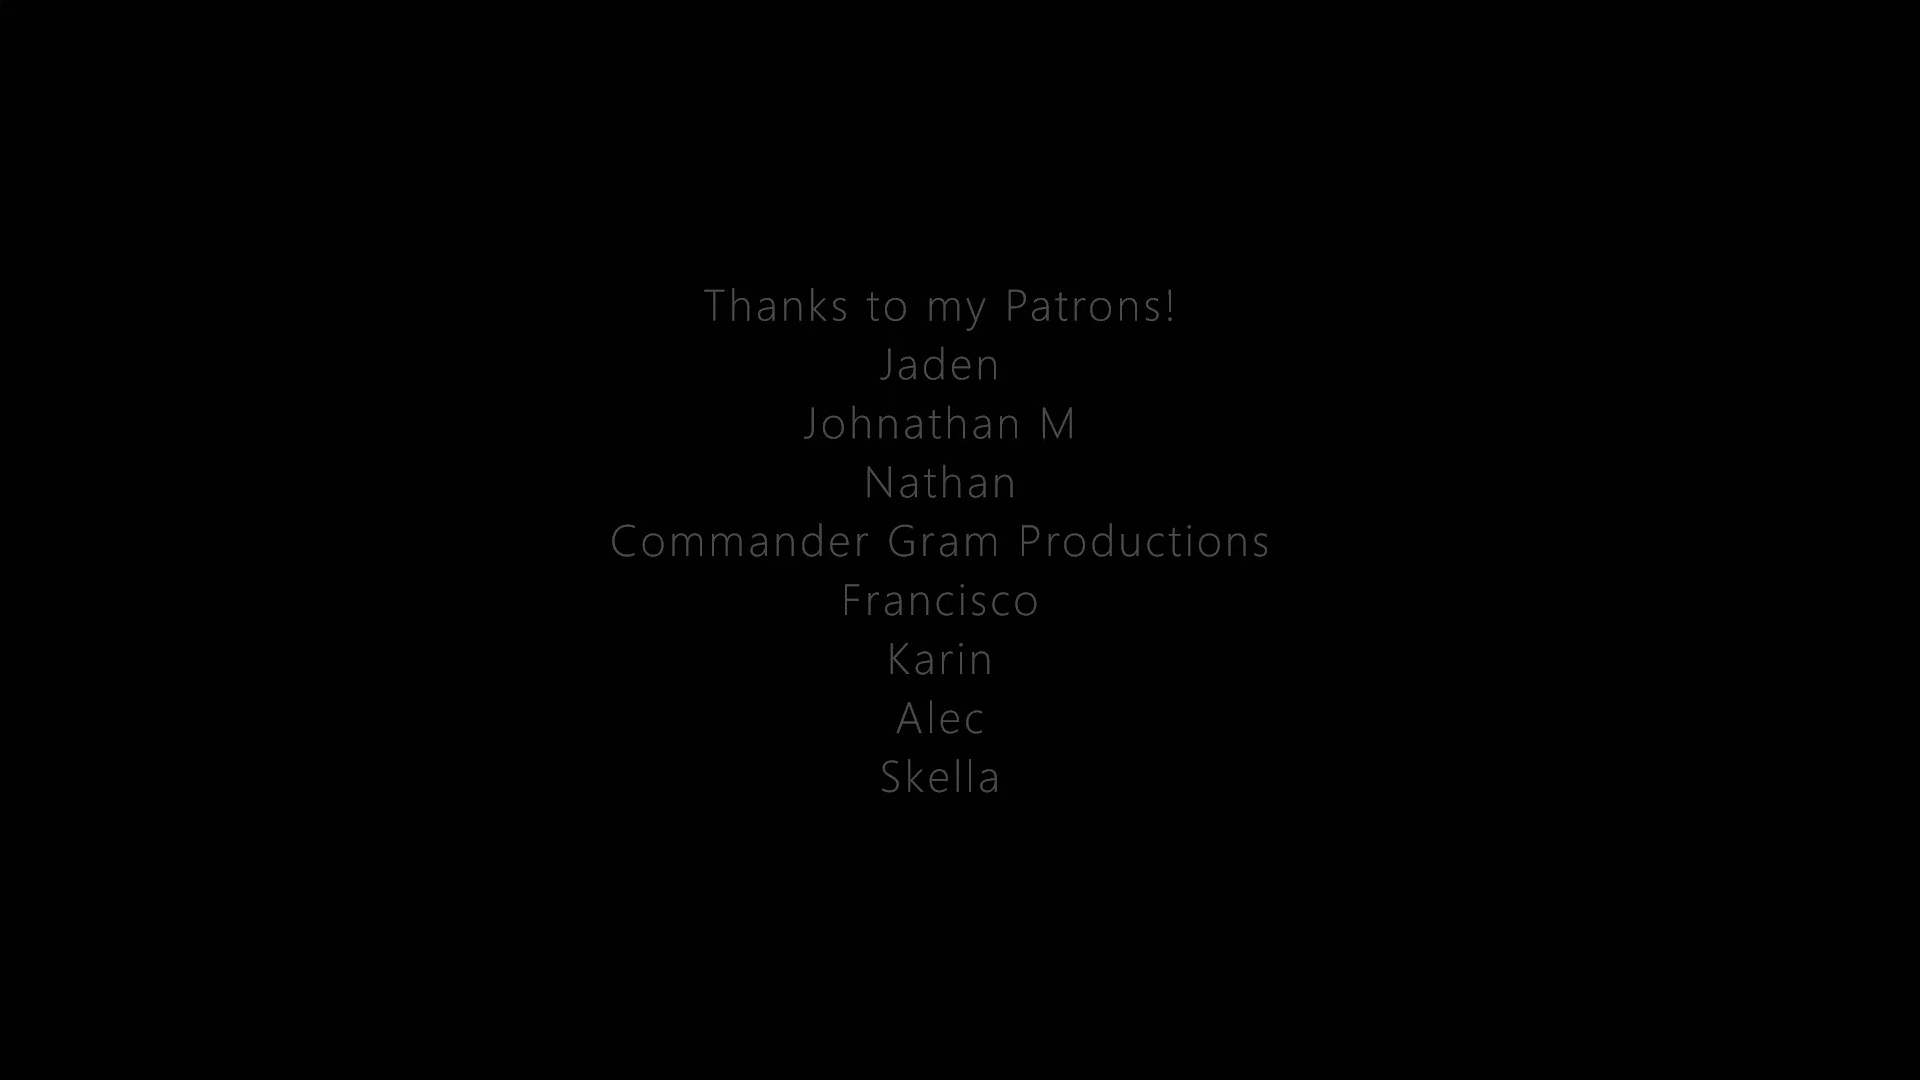 Thanks to my Patrons!
Jaden
Johnathan M
Nathan
Commander Gram Productions
Francisco
Karin
Alec
Skella